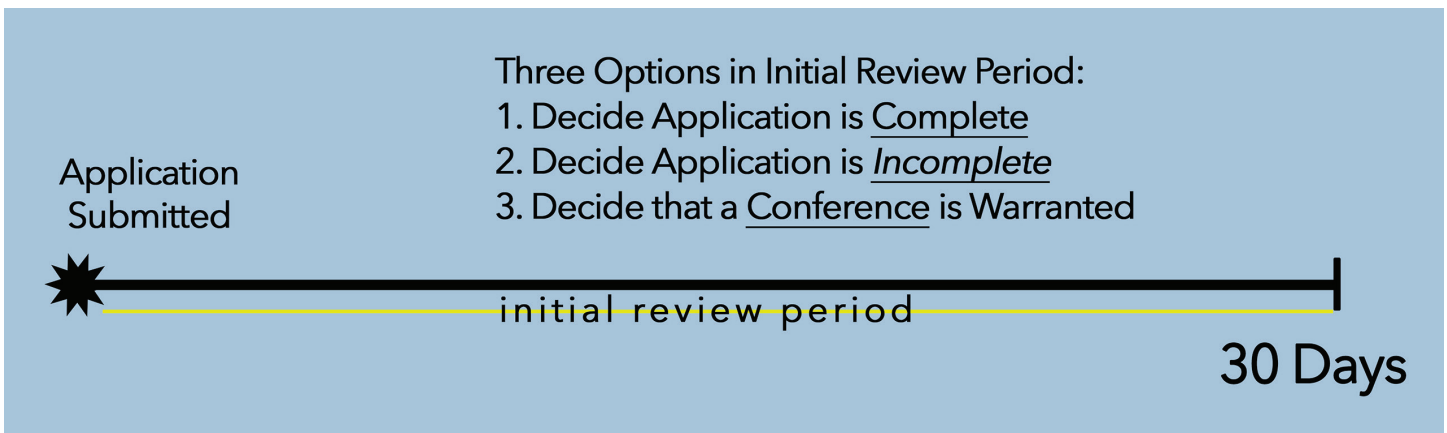 Three Options in Initial Review Period:
1. Decide Application is Complete
2. Decide Application is Incomplete
3. Decide that a Conference is Warranted
Application
Submitted
initial review period
30 Days